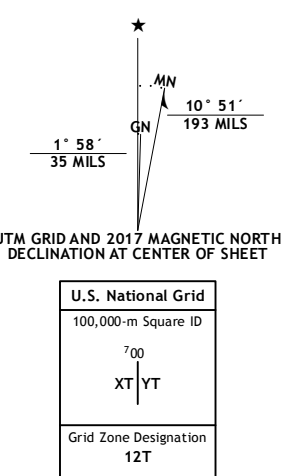 ★
MN
GN
10° 51´
193 MILS
1° 58´
35 MILS
UTM GRID AND 2017 MAGNETIC NORTH
DECLINATION AT CENTER OF SHEET
U.S. National Grid
100,000-m Square ID
⁷00
XT YT
Grid Zone Designation
12T